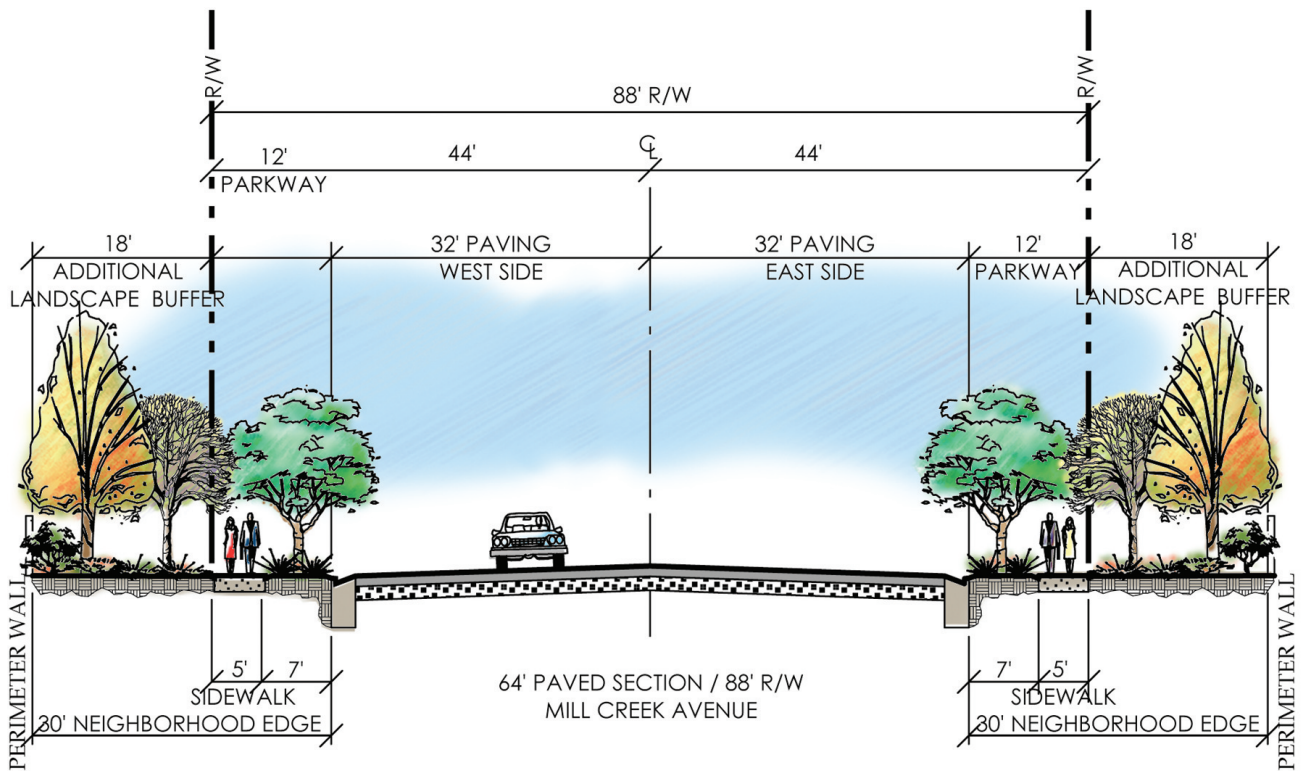 R/W
R/W
88' R/W
C̲L
12'
44'
44'
PARKWAY
18'
32' PAVING
32' PAVING
12'
18'
ADDITIONAL
WEST SIDE
EAST SIDE
PARKWAY
ADDITIONAL
LANDSCAPE BUFFER
LANDSCAPE BUFFER
PERIMETER WALL
PERIMETER WALL
5'
7'
7'
5'
SIDEWALK
SIDEWALK
30' NEIGHBORHOOD EDGE
30' NEIGHBORHOOD EDGE
64' PAVED SECTION / 88' R/W
MILL CREEK AVENUE